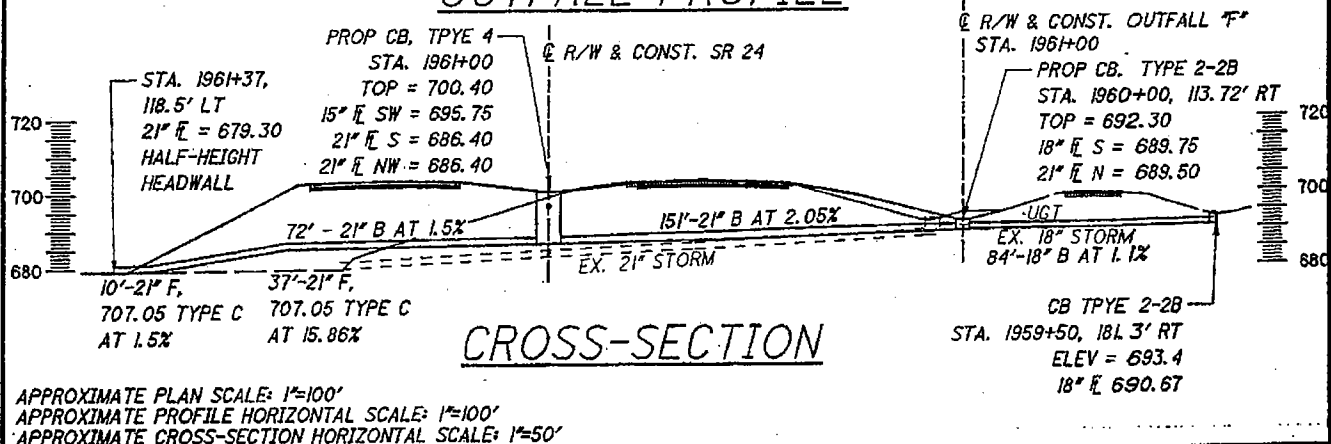 OUTFALL PROFILE
PROP CB, TPYE 4
STA. 1961+00
TOP = 700.40
15" FL SW = 695.75
21" FL S = 686.40
21" FL NW = 686.40
℄ R/W & CONST. SR 24
℄ R/W & CONST. OUTFALL "F"
STA. 1961+00
PROP CB. TYPE 2-2B
STA. 1960+00, 113.72' RT
TOP = 692.30
18" FL S = 689.75
21" FL N = 689.50
STA. 1961+37,
118.5' LT
21" FL = 679.30
HALF-HEIGHT
HEADWALL
720
700
680
720
700
680
72' - 21" B AT 1.5%
151'-21" B AT 2.05%
UGT
EX. 18" STORM
84'-18" B AT 1.1%
EX. 21" STORM
10'-21" F,
707.05 TYPE C
AT 1.5%
37'-21" F,
707.05 TYPE C
AT 15.86%
CB TPYE 2-2B
STA. 1959+50, 181.3' RT
ELEV = 693.4
18" FL 690.67
CROSS-SECTION
APPROXIMATE PLAN SCALE: 1"=100'
APPROXIMATE PROFILE HORIZONTAL SCALE: 1"=100'
APPROXIMATE CROSS-SECTION HORIZONTAL SCALE: 1"=50'